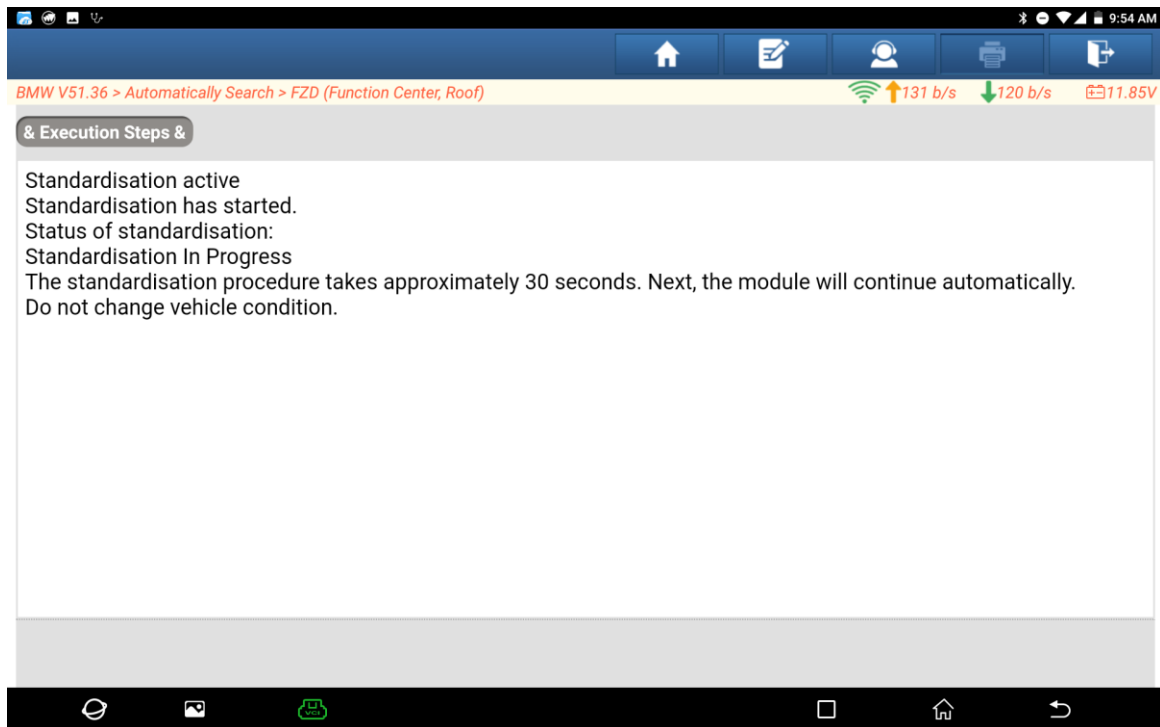 9:54 AM
BMW V51.36 > Automatically Search > FZD (Function Center, Roof)
131 b/s
120 b/s
11.85V
& Execution Steps &
Standardisation active
Standardisation has started.
Status of standardisation:
Standardisation In Progress
The standardisation procedure takes approximately 30 seconds. Next, the module will continue automatically.
Do not change vehicle condition.
VCI